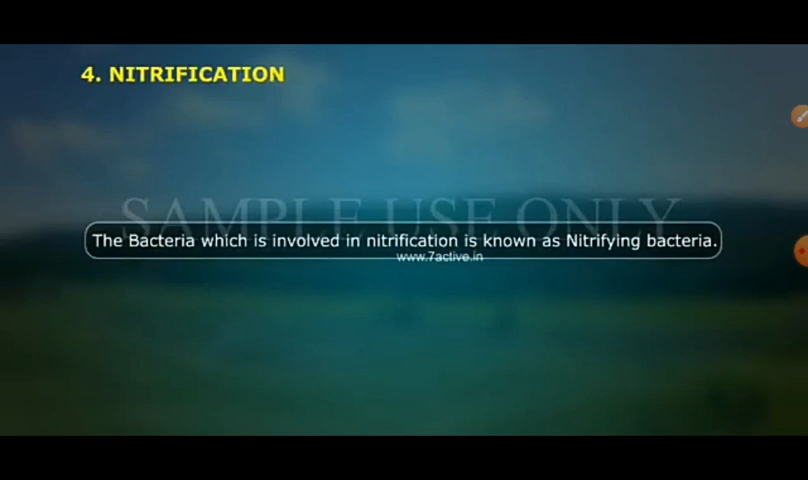 4. NITRIFICATION
SAMPLE USE ONLY
The Bacteria which is involved in nitrification is known as Nitrifying bacteria.
www.7active.in